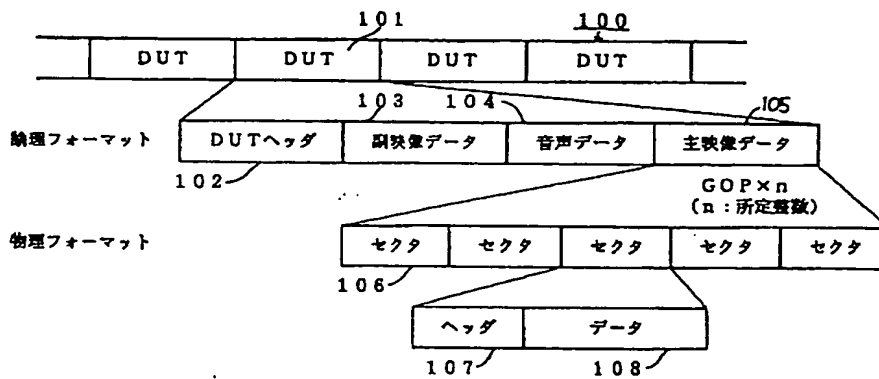 101 100
DUT DUT DUT DUT
103 104 105
論理フォーマット DUTヘッダ 副映像データ 音声データ 主映像データ
102 GOP×n
(n:所定整数)
物理フォーマット セクタ セクタ セクタ セクタ セクタ
106
ヘッダ データ
107 108